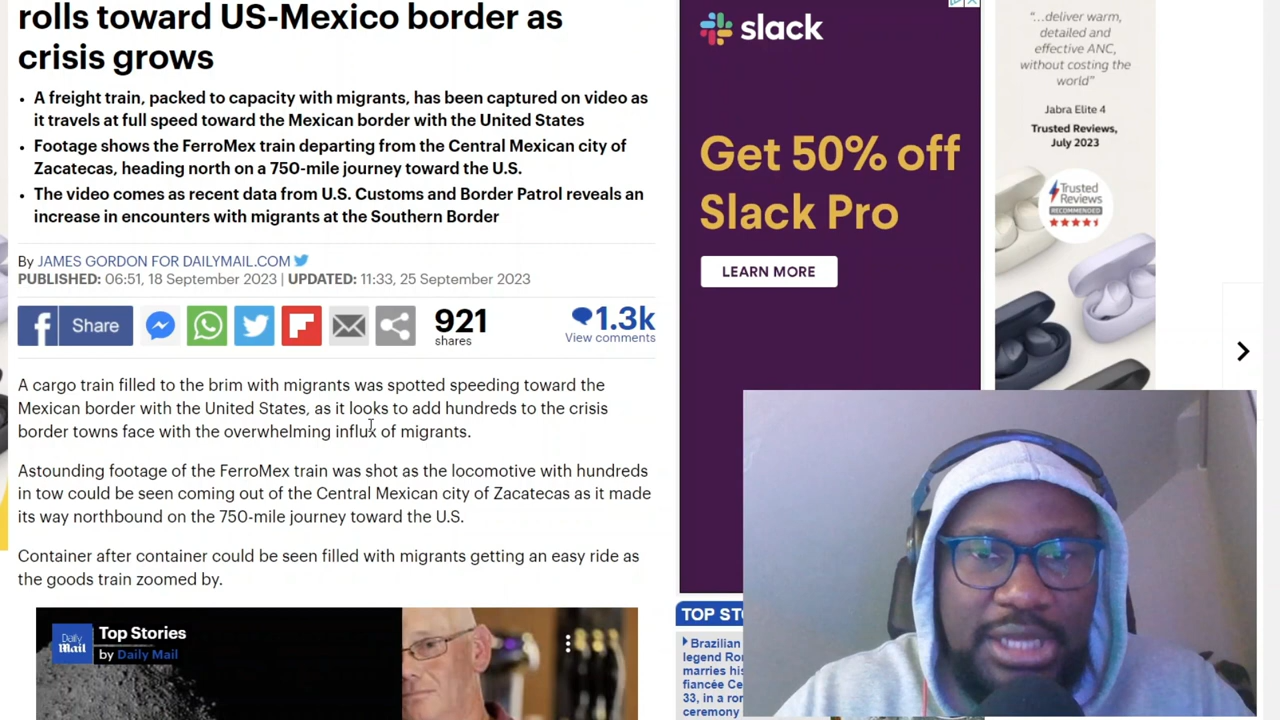 rolls toward US-Mexico border as
crisis grows
• A freight train, packed to capacity with migrants, has been captured on video as
it travels at full speed toward the Mexican border with the United States
• Footage shows the FerroMex train departing from the Central Mexican city of
Zacatecas, heading north on a 750-mile journey toward the U.S.
• The video comes as recent data from U.S. Customs and Border Patrol reveals an
increase in encounters with migrants at the Southern Border
By JAMES GORDON FOR DAILYMAIL.COM
PUBLISHED: 06:51, 18 September 2023 | UPDATED: 11:33, 25 September 2023
Share
921
shares
1.3k
View comments
A cargo train filled to the brim with migrants was spotted speeding toward the
Mexican border with the United States, as it looks to add hundreds to the crisis
border towns face with the overwhelming influx of migrants.
Astounding footage of the FerroMex train was shot as the locomotive with hundreds
in tow could be seen coming out of the Central Mexican city of Zacatecas as it made
its way northbound on the 750-mile journey toward the U.S.
Container after container could be seen filled with migrants getting an easy ride as
the goods train zoomed by.
Daily
Mail
Top Stories
by Daily Mail
slack
Get 50% off
Slack Pro
LEARN MORE
“...deliver warm,
detailed and
effective ANC,
without costing the
world”
Jabra Elite 4
Trusted Reviews,
July 2023
Trusted
Reviews
RECOMMENDED
TOP ST
Brazilian
legend Ro
marries his
fiancée Ce
33, in a ro
ceremony